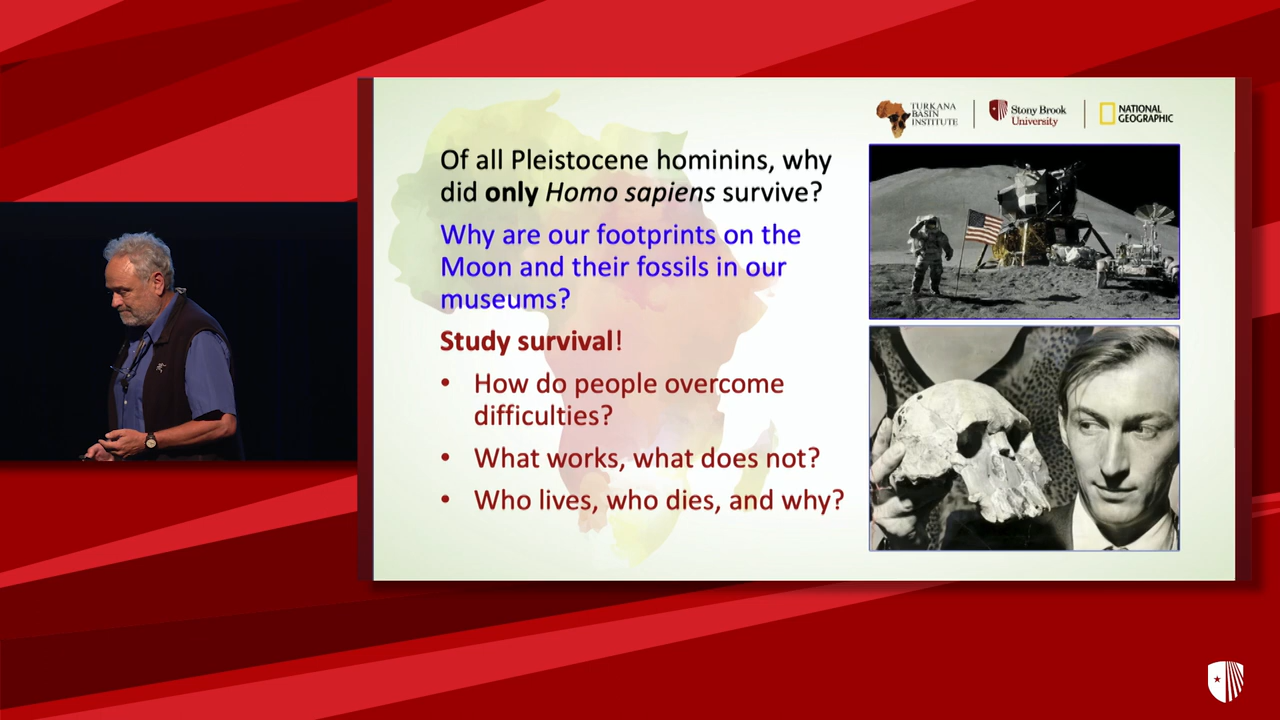 TURKANA
BASIN
INSTITUTE
Stony Brook
University
NATIONAL
GEOGRAPHIC
Of all Pleistocene hominins, why
did only Homo sapiens survive?
Why are our footprints on the
Moon and their fossils in our
museums?
Study survival!
• How do people overcome
difficulties?
• What works, what does not?
• Who lives, who dies, and why?